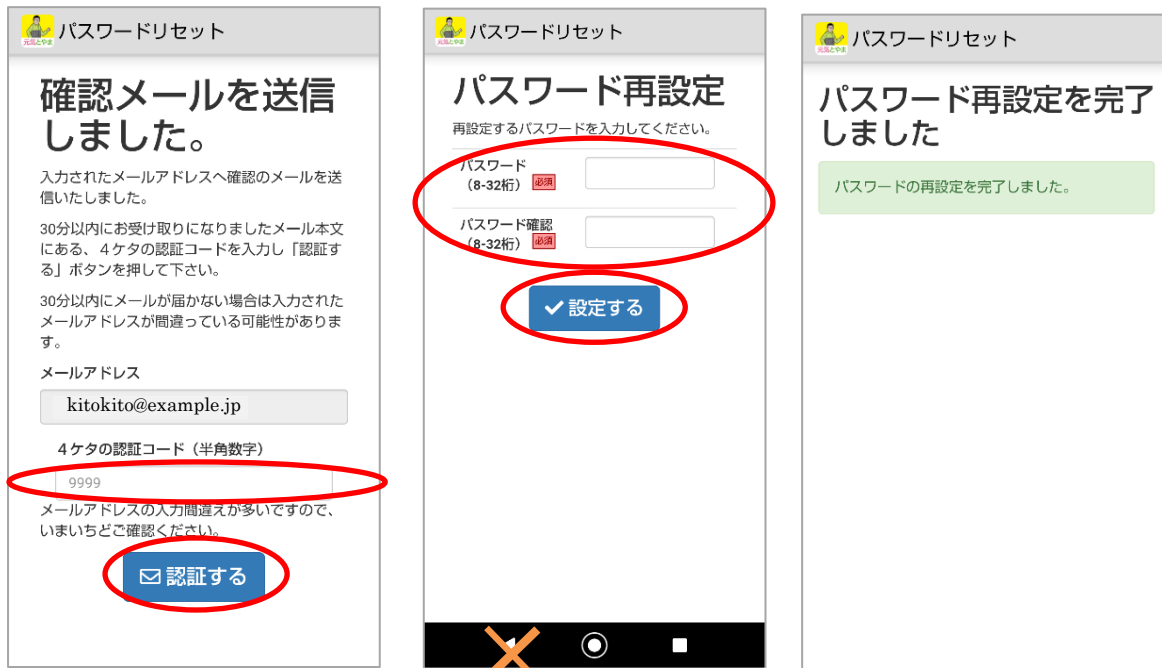 元気とやま
パスワードリセット
確認メールを送信
しました。
入力されたメールアドレスへ確認のメールを送
信いたしました。
30分以内にお受け取りになりましたメール本文
にある、４ケタの認証コードを入力し「認証す
る」ボタンを押して下さい。
30分以内にメールが届かない場合は入力された
メールアドレスが間違っている可能性がありま
す。
メールアドレス
kitokito@example.jp
４ケタの認証コード（半角数字）
9999
メールアドレスの入力間違えが多いですので、
いまいちどご確認ください。
認証する
元気とやま
パスワードリセット
パスワード再設定
再設定するパスワードを入力してください。
パスワード
（8-32桁） 必須
パスワード確認
（8-32桁） 必須
設定する
元気とやま
パスワードリセット
パスワード再設定を完了
しました
パスワードの再設定を完了しました。